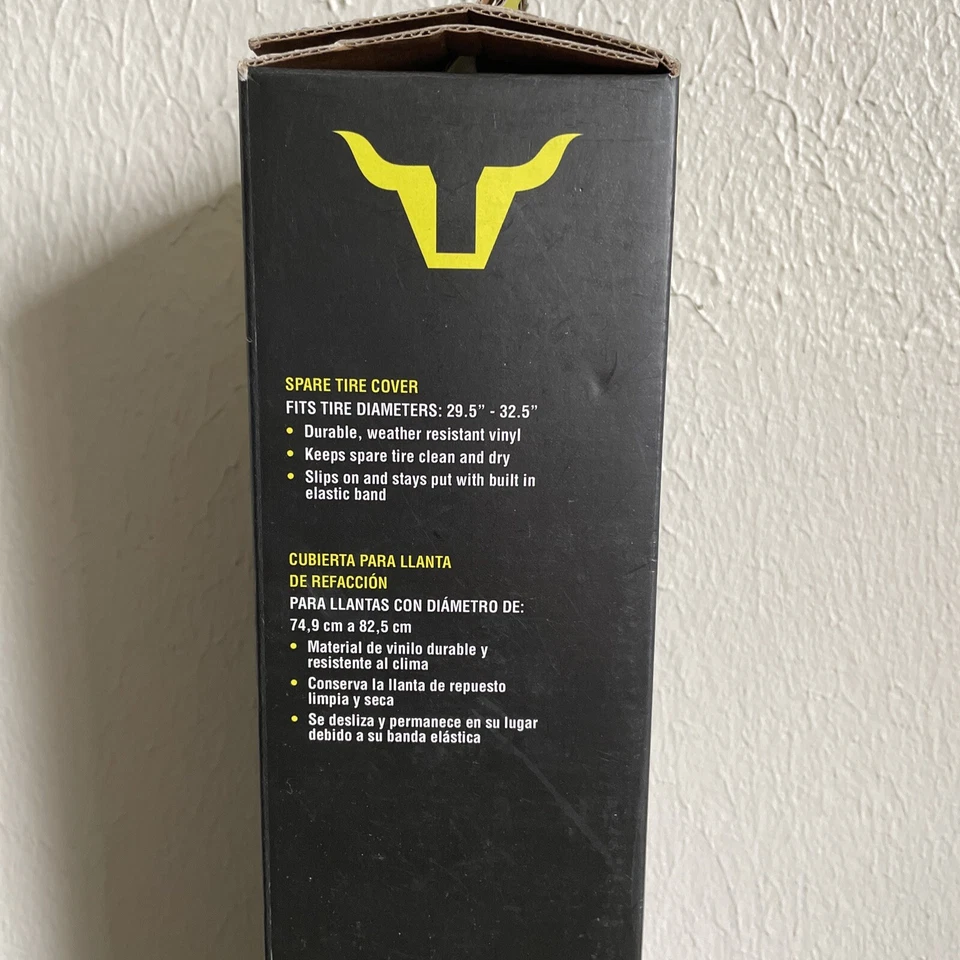 SPARE TIRE COVER
FITS TIRE DIAMETERS: 29.5” - 32.5”
• Durable, weather resistant vinyl
• Keeps spare tire clean and dry
• Slips on and stays put with built in
elastic band
CUBIERTA PARA LLANTA
DE REFACCIÓN
PARA LLANTAS CON DIÁMETRO DE:
74,9 cm a 82,5 cm
• Material de vinilo durable y
resistente al clima
• Conserva la llanta de repuesto
limpia y seca
• Se desliza y permanece en su lugar
debido a su banda elástica